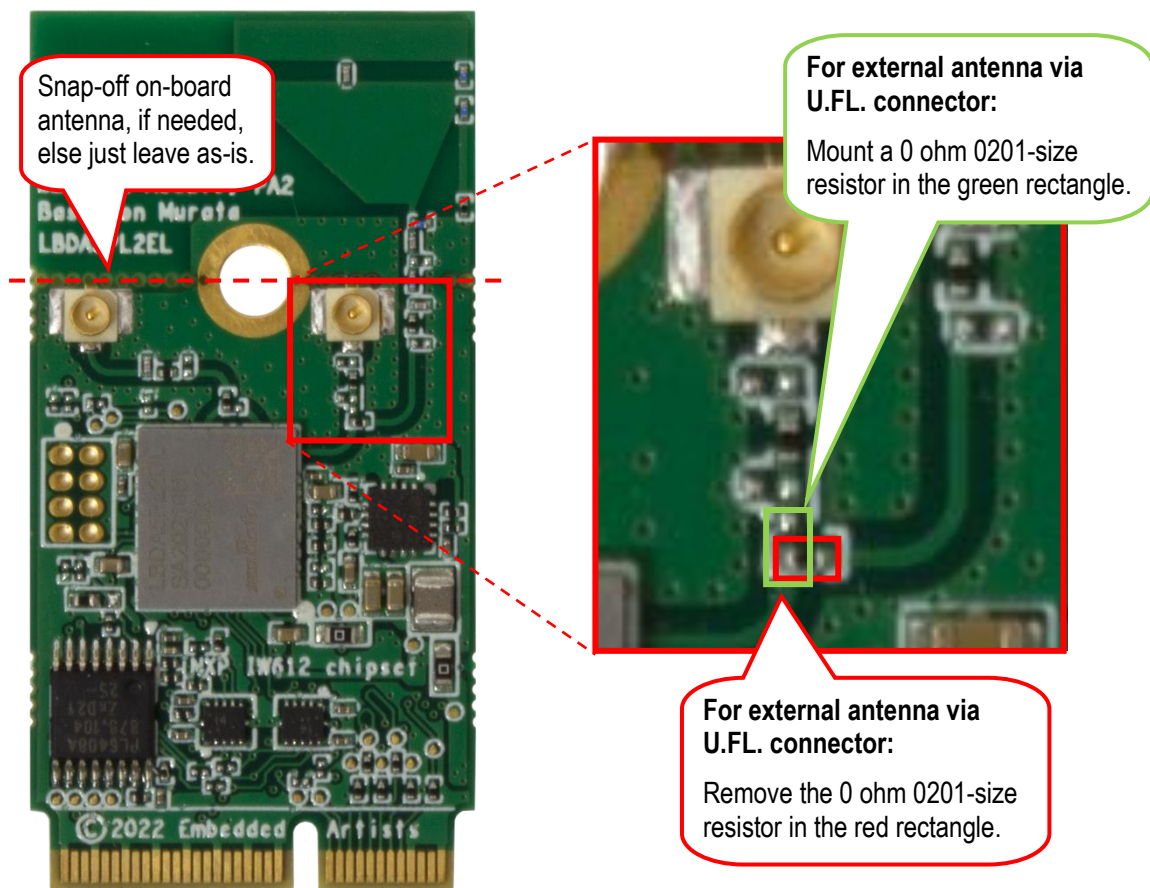 Snap-off on-board
antenna, if needed,
else just leave as-is.
For external antenna via
U.FL. connector:
Mount a 0 ohm 0201-size
resistor in the green rectangle.
on Murata
NXP IW612 chipset
©2022 Embedded Artists
For external antenna via
U.FL. connector:
Remove the 0 ohm 0201-size
resistor in the red rectangle.